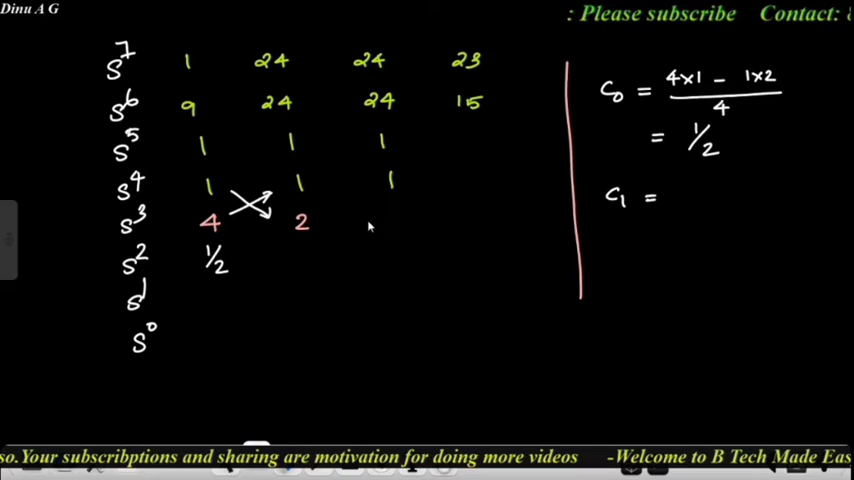 Dinu A G
: Please subscribe Contact: 8
s⁷ 1 24 24 23
s⁶ 9 24 24 15
s⁵ 1 1 1
s⁴ 1 1 1
s³ 4 2
s² 1/2
s¹
s⁰
C₀ = (4×1 - 1×2)/4
= 1/2
C₁ =
so.Your subscribptions and sharing are motivation for doing more videos -Welcome to B Tech Made Eas